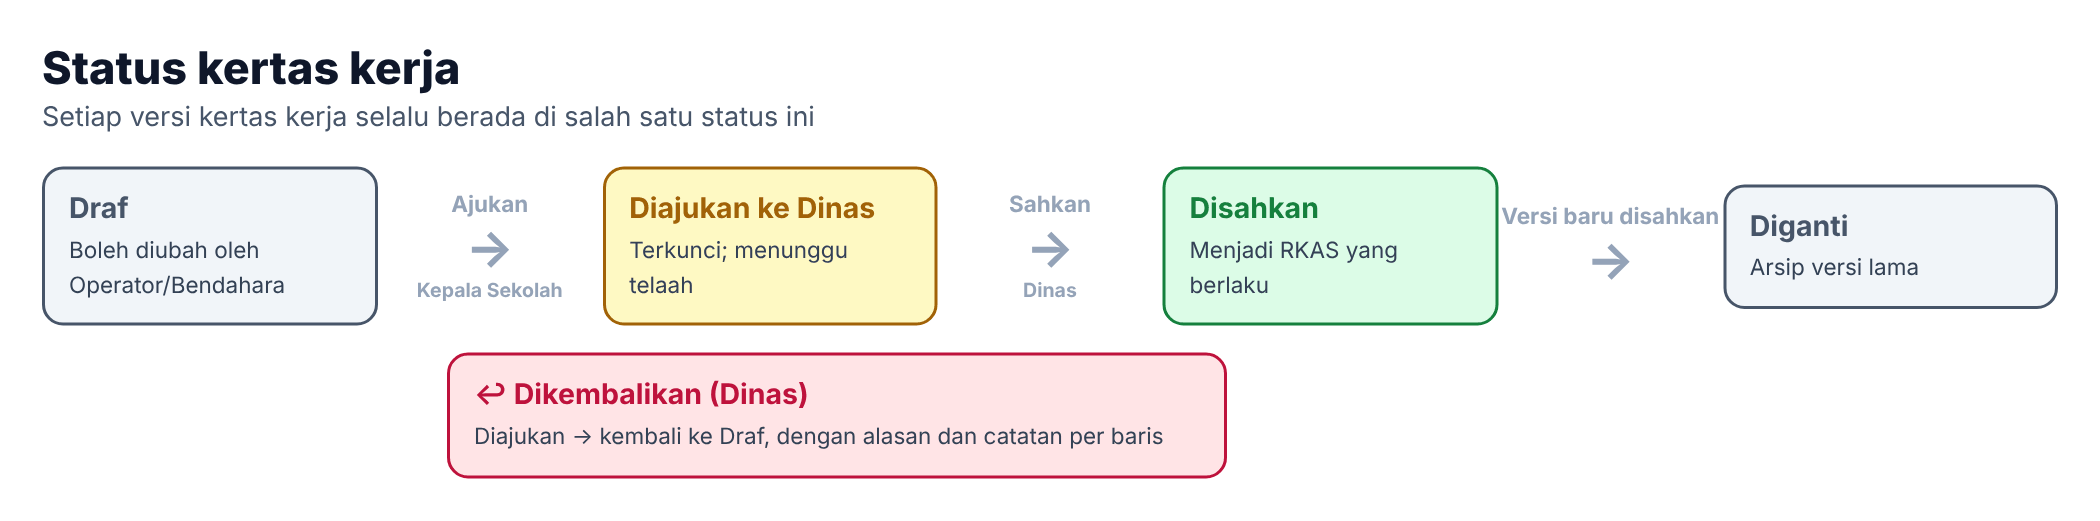 Status kertas kerja
Setiap versi kertas kerja selalu berada di salah satu status ini
Draf
Boleh diubah oleh
Operator/Bendahara
Ajukan
→
Kepala Sekolah
Diajukan ke Dinas
Terkunci; menunggu
telaah
Sahkan
→
Dinas
Disahkan
Menjadi RKAS yang
berlaku
Versi baru disahkan
→
Diganti
Arsip versi lama
↩ Dikembalikan (Dinas)
Diajukan → kembali ke Draf, dengan alasan dan catatan per baris